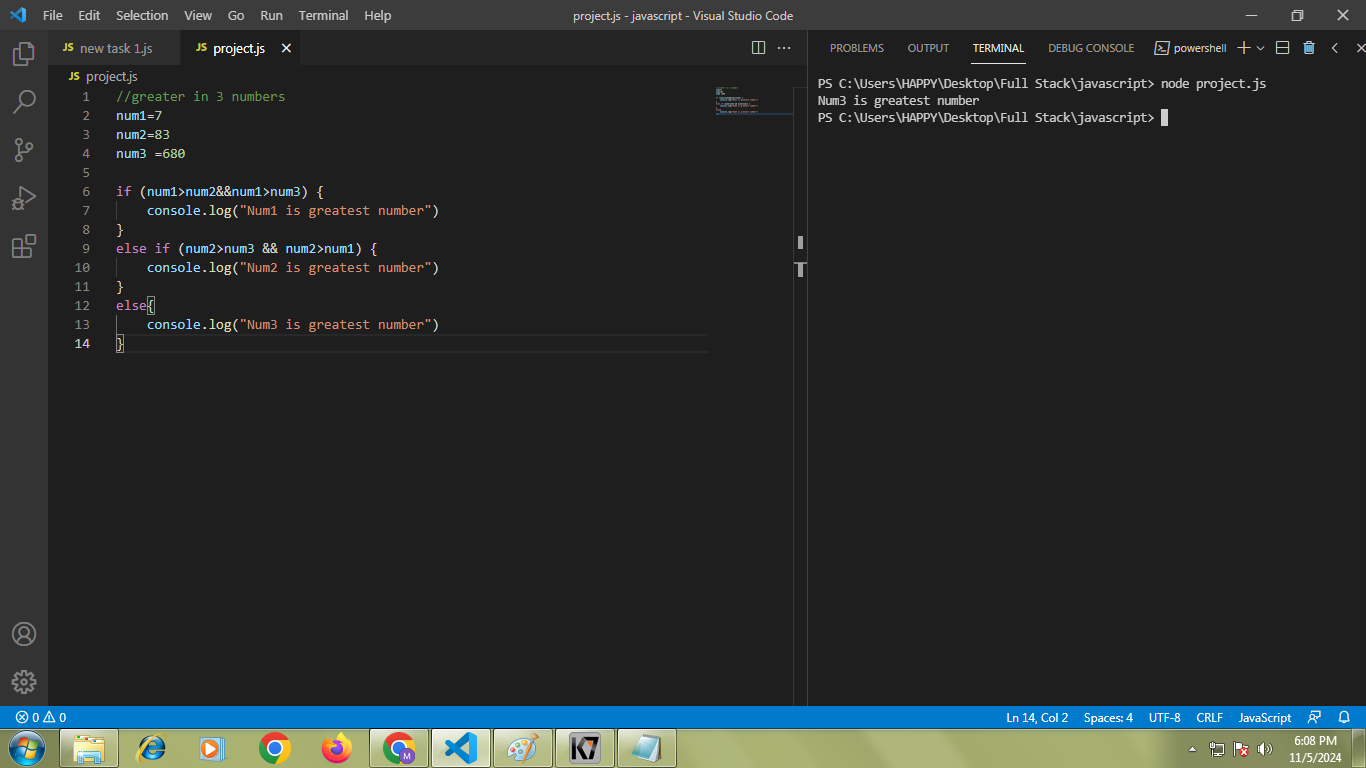 File Edit Selection View Go Run Terminal Help project.js - javascript - Visual Studio Code
JS new task 1.js JS project.js
PROBLEMS OUTPUT TERMINAL DEBUG CONSOLE powershell
JS project.js
1 //greater in 3 numbers
2 num1=7
3 num2=83
4 num3 =680
5
6 if (num1>num2&&num1>num3) {
7 console.log("Num1 is greatest number")
8 }
9 else if (num2>num3 && num2>num1) {
10 console.log("Num2 is greatest number")
11 }
12 else{
13 console.log("Num3 is greatest number")
14 }
PS C:\Users\HAPPY\Desktop\Full Stack\javascript> node project.js
Num3 is greatest number
PS C:\Users\HAPPY\Desktop\Full Stack\javascript>
0 0 Ln 14, Col 2 Spaces: 4 UTF-8 CRLF JavaScript
M
K7
6:08 PM
11/5/2024